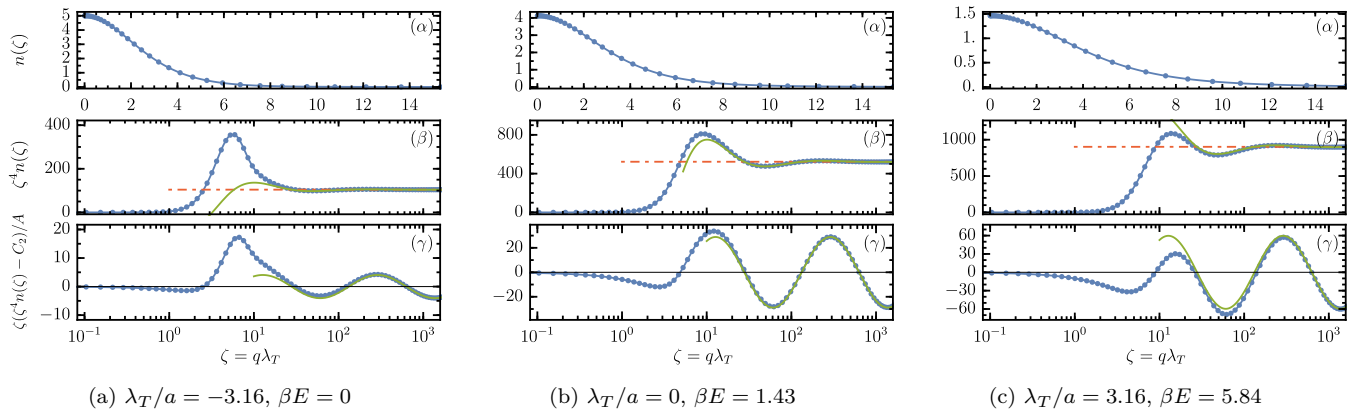 n(ζ)
5
4
3
2
1
0
(α)
0 2 4 6 8 10 12 14
ζ⁴n(ζ)
400
200
0
(β)
ζ(ζ⁴n(ζ) − C₂)/A
20
10
0
−10
(γ)
10⁻¹ 10⁰ 10¹ 10² 10³
ζ = qλ_T
(a) λ_T/a = −3.16, βE = 0
4
3
2
1
0
(α)
0 2 4 6 8 10 12 14
800
400
0
(β)
20
0
−20
(γ)
10⁻¹ 10⁰ 10¹ 10² 10³
ζ = qλ_T
(b) λ_T/a = 0, βE = 1.43
1.5
1.
0.5
0.
(α)
0 2 4 6 8 10 12 14
1000
500
0
(β)
60
30
0
−30
−60
(γ)
10⁻¹ 10⁰ 10¹ 10² 10³
ζ = qλ_T
(c) λ_T/a = 3.16, βE = 5.84